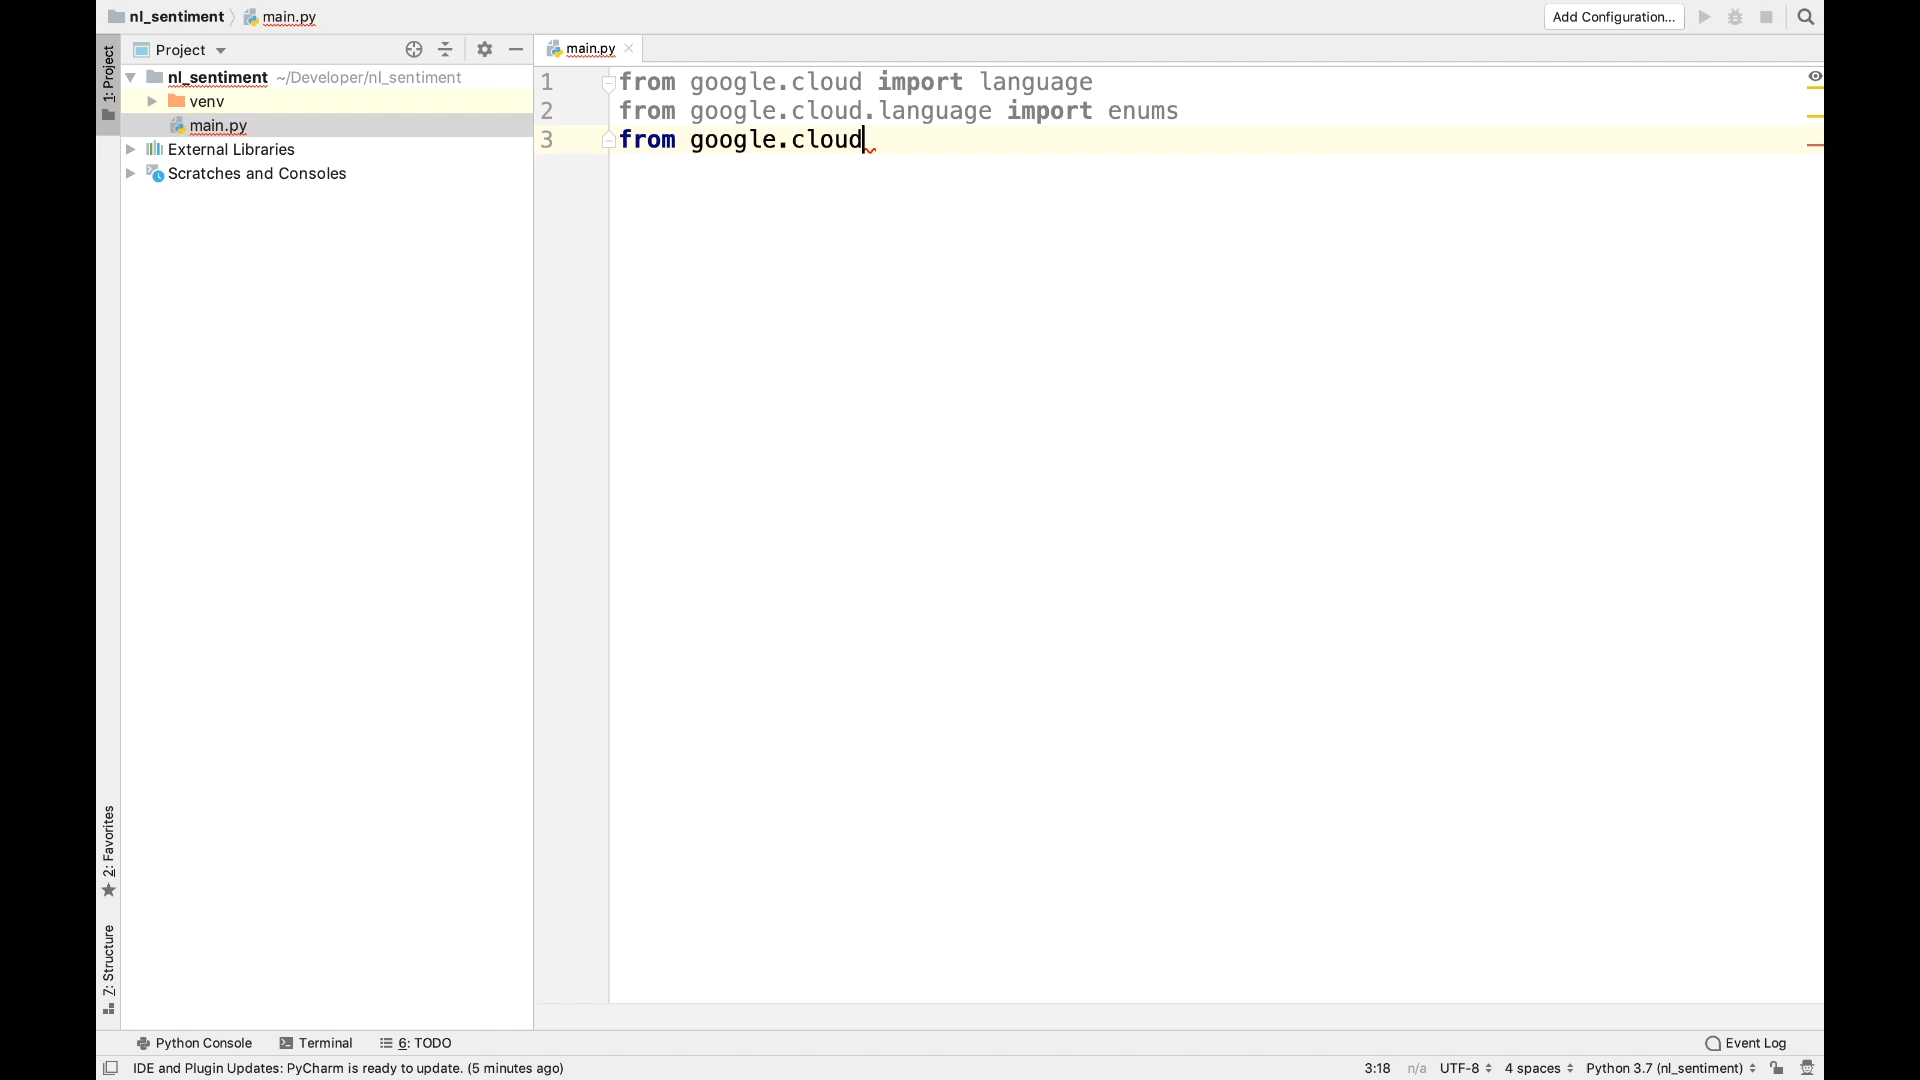 nl_sentiment main.py Add Configuration...
1: Project
Project
main.py
nl_sentiment ~/Developer/nl_sentiment
venv
main.py
External Libraries
Scratches and Consoles
1 from google.cloud import language
2 from google.cloud.language import enums
3 from google.cloud
2: Favorites
7: Structure
Python Console Terminal 6: TODO Event Log
IDE and Plugin Updates: PyCharm is ready to update. (5 minutes ago) 3:18 n/a UTF-8 4 spaces Python 3.7 (nl_sentiment)